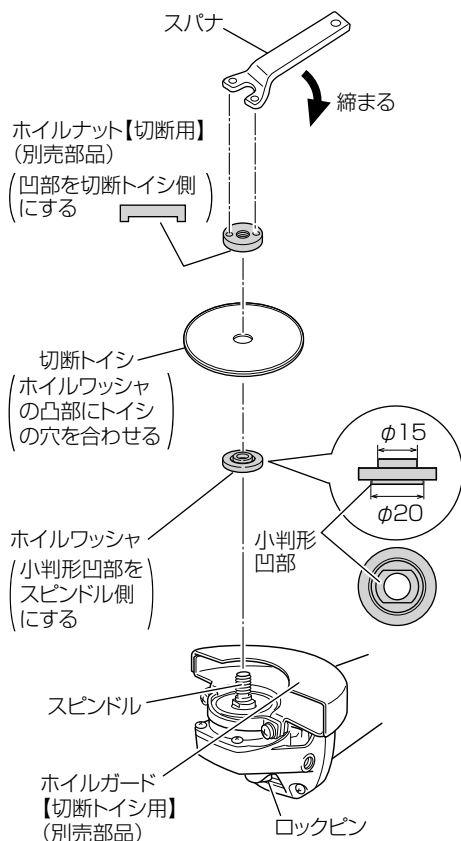 スパナ
締まる
ホイルナット【切断用】
（別売部品）
（凹部を切断トイシ側
にする）
切断トイシ
（ホイルワッシャ
の凸部にトイシ
の穴を合わせる）
φ15
φ20
小判形
凹部
ホイルワッシャ
（小判形凹部を
スピンドル側
にする）
スピンドル
ホイルガード
【切断トイシ用】
（別売部品）
ロックピン